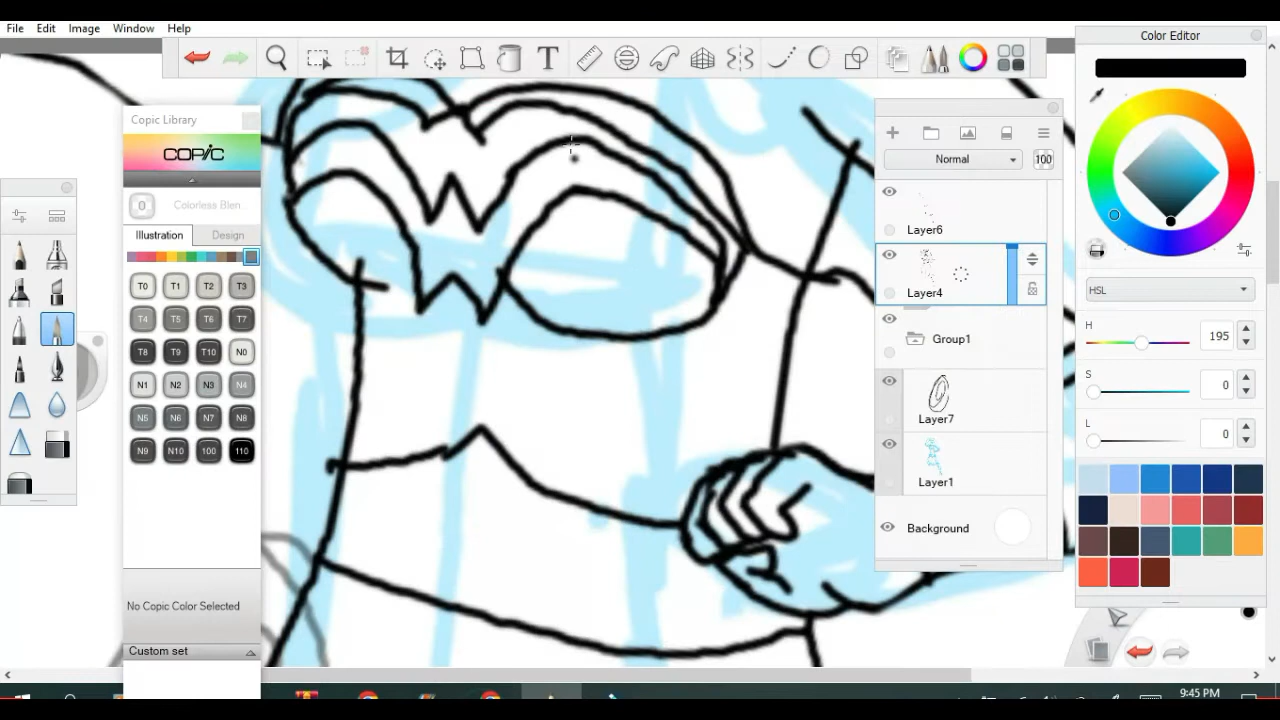 File Edit Image Window Help
T
Color Editor
Copic Library
COPIC
0 Colorless Blen...
Illustration Design
T0 T1 T2 T3
T4 T5 T6 T7
T8 T9 T10 N0
N1 N2 N3 N4
N5 N6 N7 N8
N9 N10 100 110
No Copic Color Selected
Custom set
Normal 100
Layer6
Layer4
Group1
Layer7
Layer1
Background
HSL
H 195
S 0
L 0
9:45 PM